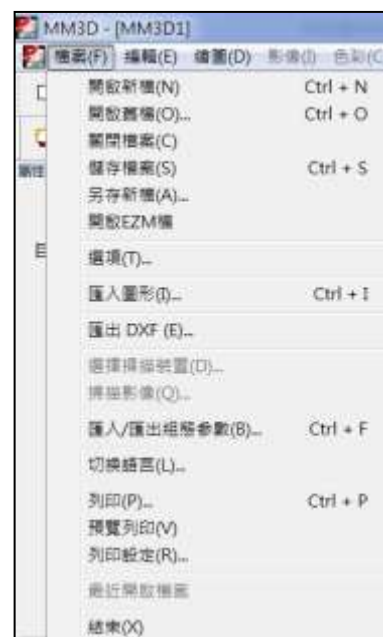 MM3D - [MM3D1]
檔案(F) 編輯(E) 繪圖(D) 影像(I) 色彩(C
開啟新檔(N) Ctrl + N
開啟舊檔(O)... Ctrl + O
關閉檔案(C)
儲存檔案(S) Ctrl + S
另存新檔(A)...
開啟EZM檔
選項(T)...
匯入圖形(I)... Ctrl + I
匯出 DXF (E)...
選擇掃描裝置(D)...
掃描影像(Q)...
匯入/匯出組態參數(B)... Ctrl + F
切換語言(L)...
列印(P)... Ctrl + P
預覽列印(V)
列印設定(R)...
最近開啟檔案
結束(X)